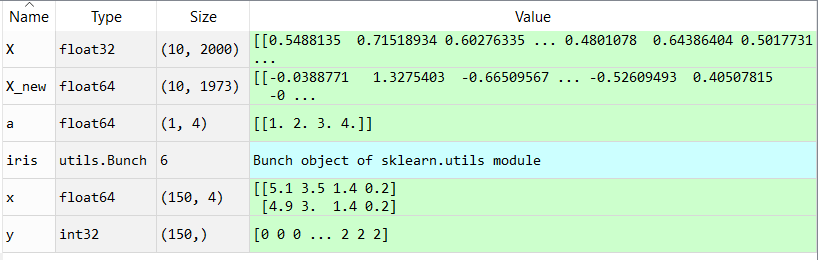 Name Type Size Value
X float32 (10, 2000) [[0.5488135  0.71518934 0.60276335 ... 0.4801078  0.64386404 0.5017731
...
X_new float64 (10, 1973) [[-0.0388771   1.3275403  -0.66509567 ... -0.52609493  0.40507815
-0 ...
a float64 (1, 4) [[1. 2. 3. 4.]]
iris utils.Bunch 6 Bunch object of sklearn.utils module
x float64 (150, 4) [[5.1 3.5 1.4 0.2]
[4.9 3.  1.4 0.2]
y int32 (150,) [0 0 0 ... 2 2 2]